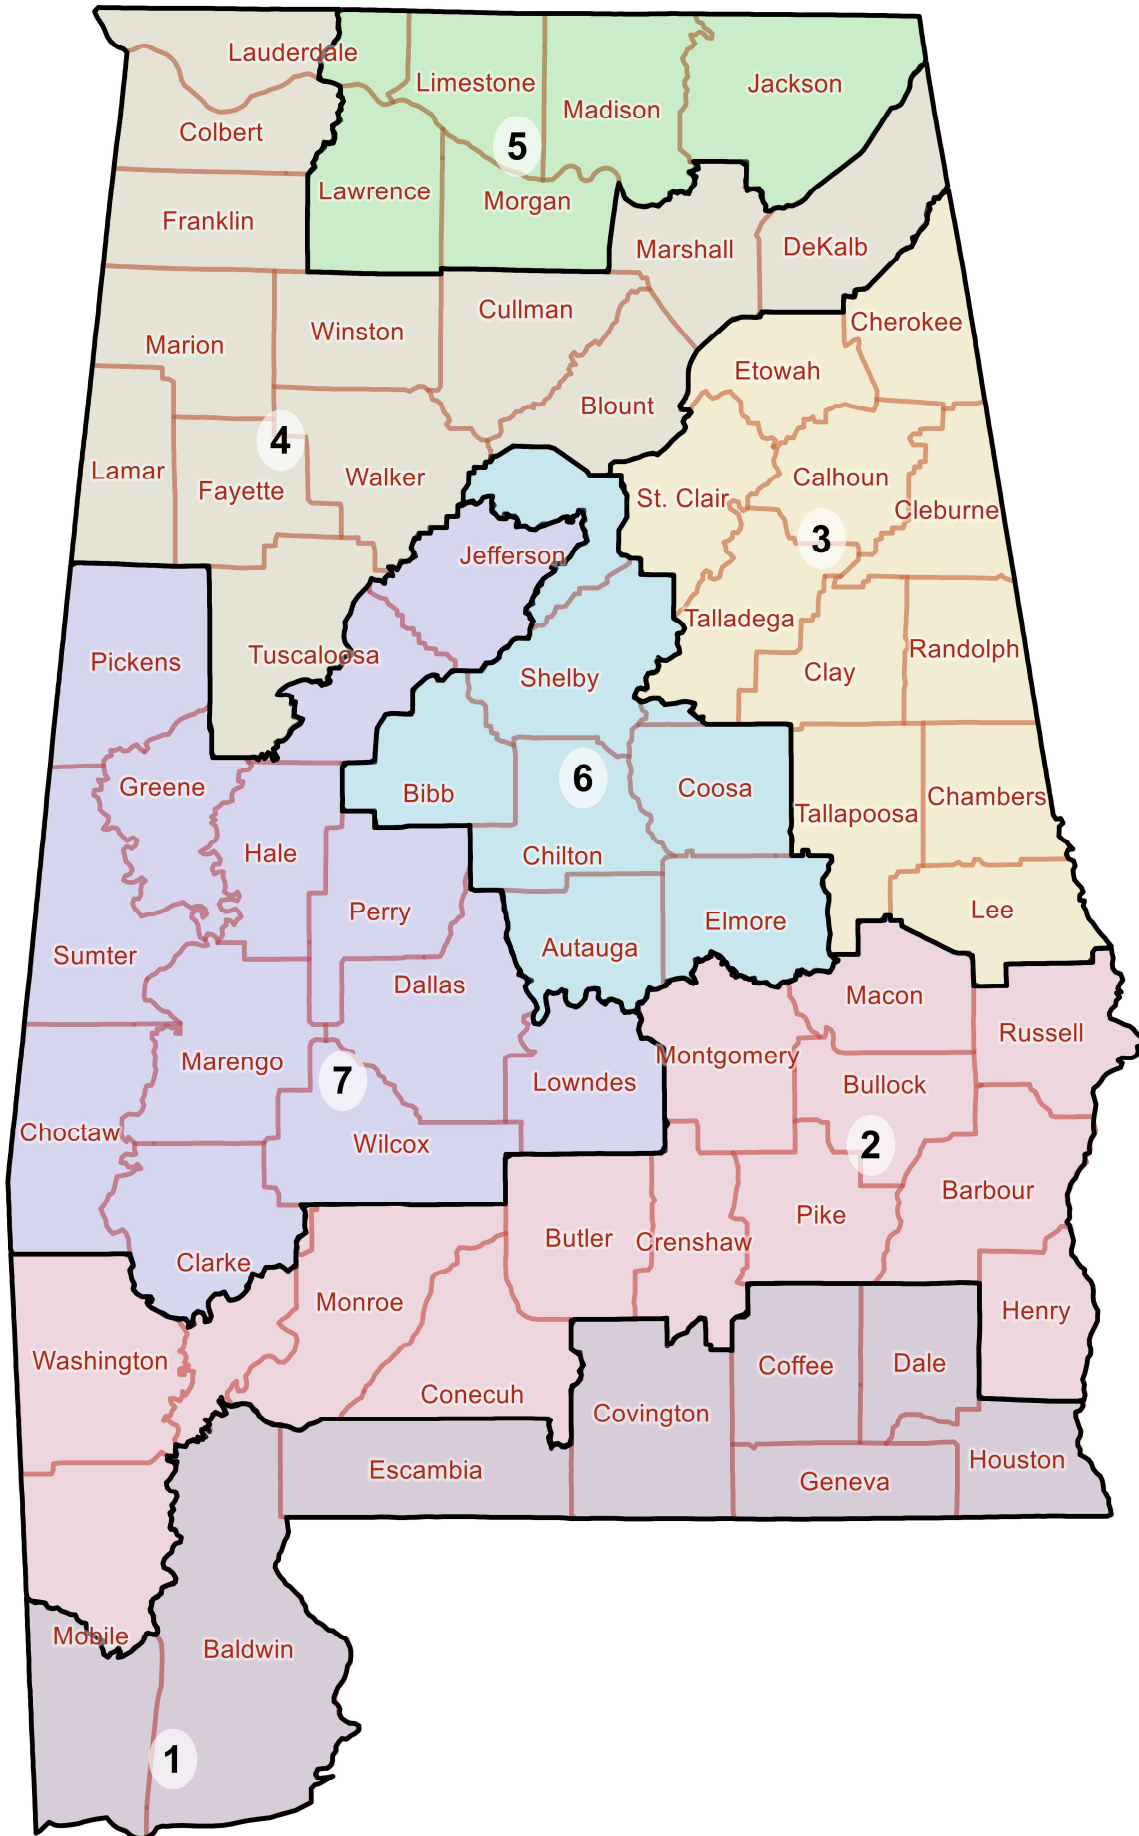 Lauderdale
Limestone
Jackson
Madison
Colbert
5
Lawrence
Morgan
Franklin
Marshall
DeKalb
Cullman
Cherokee
Winston
Marion
Etowah
Blount
4
Lamar
Walker
Fayette
Calhoun
St. Clair
Cleburne
3
Jefferson
Talladega
Randolph
Tuscaloosa
Pickens
Clay
Shelby
6
Greene
Bibb
Coosa
Chambers
Tallapoosa
Hale
Chilton
Perry
Lee
Elmore
Autauga
Sumter
Dallas
Macon
Russell
Montgomery
Marengo
7
Lowndes
Bullock
Choctaw
Wilcox
2
Barbour
Pike
Butler
Crenshaw
Clarke
Monroe
Henry
Washington
Coffee
Dale
Conecuh
Covington
Houston
Escambia
Geneva
Mobile
Baldwin
1